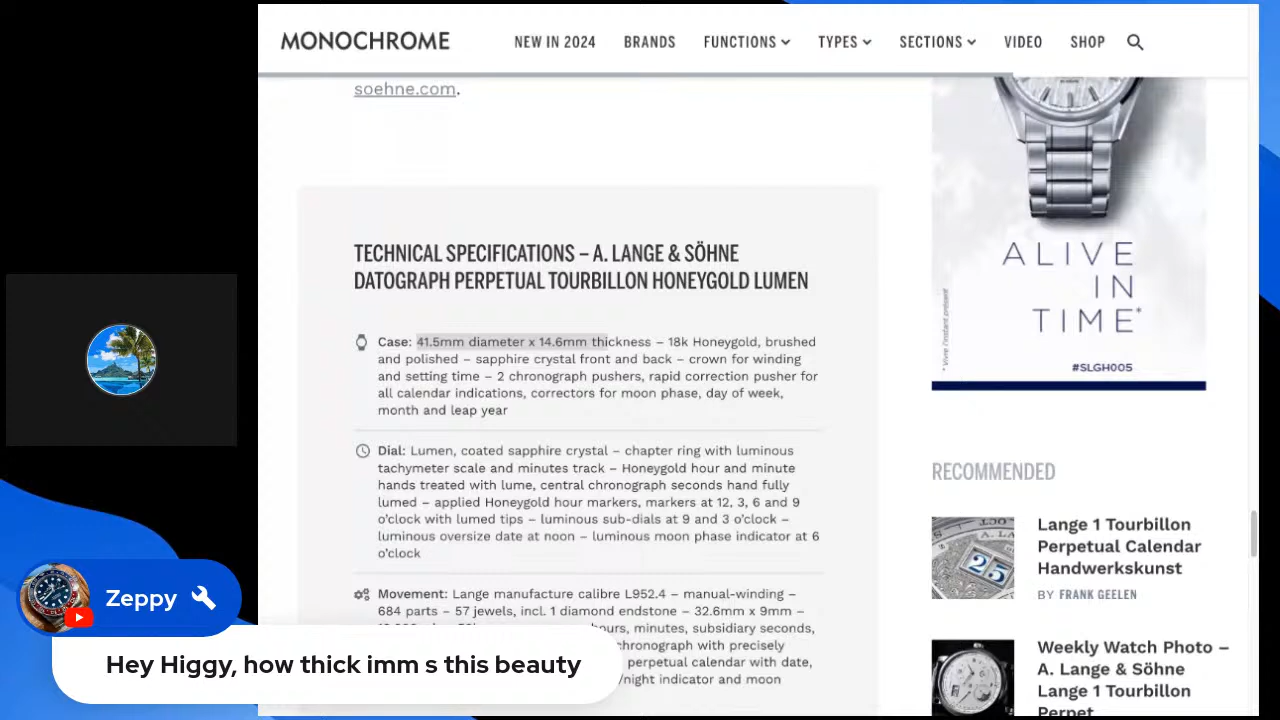 MONOCHROME
NEW IN 2024
BRANDS
FUNCTIONS
TYPES
SECTIONS
VIDEO
SHOP
soehne.com.
TECHNICAL SPECIFICATIONS – A. LANGE & SÖHNE
DATOGRAPH PERPETUAL TOURBILLON HONEYGOLD LUMEN
Case: 41.5mm diameter x 14.6mm thickness – 18k Honeygold, brushed
and polished – sapphire crystal front and back – crown for winding
and setting time – 2 chronograph pushers, rapid correction pusher for
all calendar indications, correctors for moon phase, day of week,
month and leap year
Dial: Lumen, coated sapphire crystal – chapter ring with luminous
tachymeter scale and minutes track – Honeygold hour and minute
hands treated with lume, central chronograph seconds hand fully
lumed – applied Honeygold hour markers, markers at 12, 3, 6 and 9
o'clock with lumed tips – luminous sub-dials at 9 and 3 o'clock –
luminous oversize date at noon – luminous moon phase indicator at 6
o'clock
Movement: Lange manufacture calibre L952.4 – manual-winding –
684 parts – 57 jewels, incl. 1 diamond endstone – 32.6mm x 9mm –
hours, minutes, subsidiary seconds,
chronograph with precisely
perpetual calendar with date,
/night indicator and moon
ALIVE
IN
TIME*
* Vivre l'instant présent
#SLGH005
RECOMMENDED
25
Lange 1 Tourbillon
Perpetual Calendar
Handwerkskunst
BY FRANK GEELEN
Weekly Watch Photo –
A. Lange & Söhne
Lange 1 Tourbillon
Perpet
Zeppy
Hey Higgy, how thick imm s this beauty